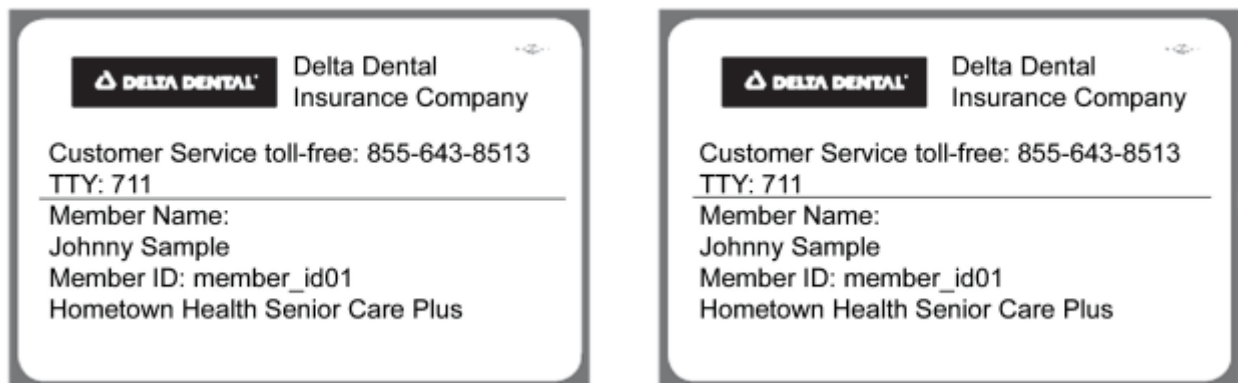 DELTA DENTAL
Delta Dental
Insurance Company
Customer Service toll-free: 855-643-8513
TTY: 711
Member Name:
Johnny Sample
Member ID: member_id01
Hometown Health Senior Care Plus
DELTA DENTAL
Delta Dental
Insurance Company
Customer Service toll-free: 855-643-8513
TTY: 711
Member Name:
Johnny Sample
Member ID: member_id01
Hometown Health Senior Care Plus